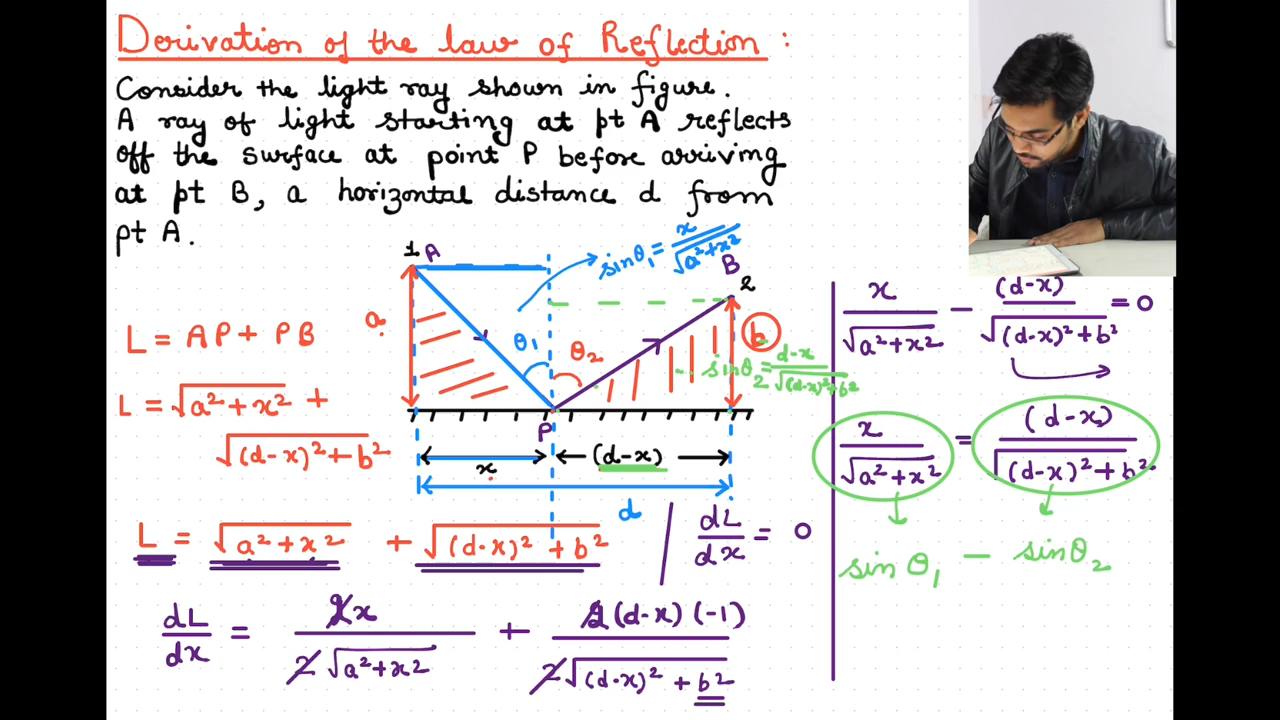 Derivation of the law of Reflection :
Consider the light ray shown in figure.
A ray of light starting at pt A reflects
off the surface at point P before arriving
at pt B, a horizontal distance d from
pt A.
1 A
sinθ₁ = x/√(a²+x²)
B
2
a
θ₁
θ₂
b
sinθ₂ = (d-x)/√((d-x)²+b²)
P
x
(d-x)
d
L = AP + PB
L = √(a²+x²) +
√((d-x)²+b²)
L = √(a²+x²) + √((d-x)²+b²)
dL/dx = 0
dL/dx = 2x/2√(a²+x²) + 2(d-x)(-1)/2√((d-x)²+b²)
x/√(a²+x²) - (d-x)/√((d-x)²+b²) = 0
x/√(a²+x²) = (d-x)/√((d-x)²+b²)
sinθ₁ - sinθ₂